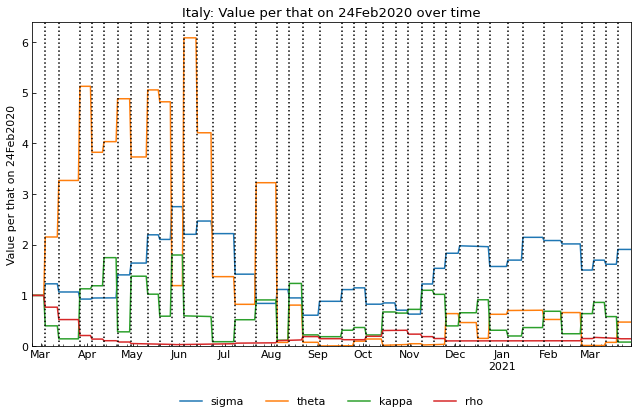 Italy: Value per that on 24Feb2020 over time
Value per that on 24Feb2020
6
5
4
3
2
1
0
Mar Apr May Jun Jul Aug Sep Oct Nov Dec Jan Feb Mar
2021
sigma theta kappa rho